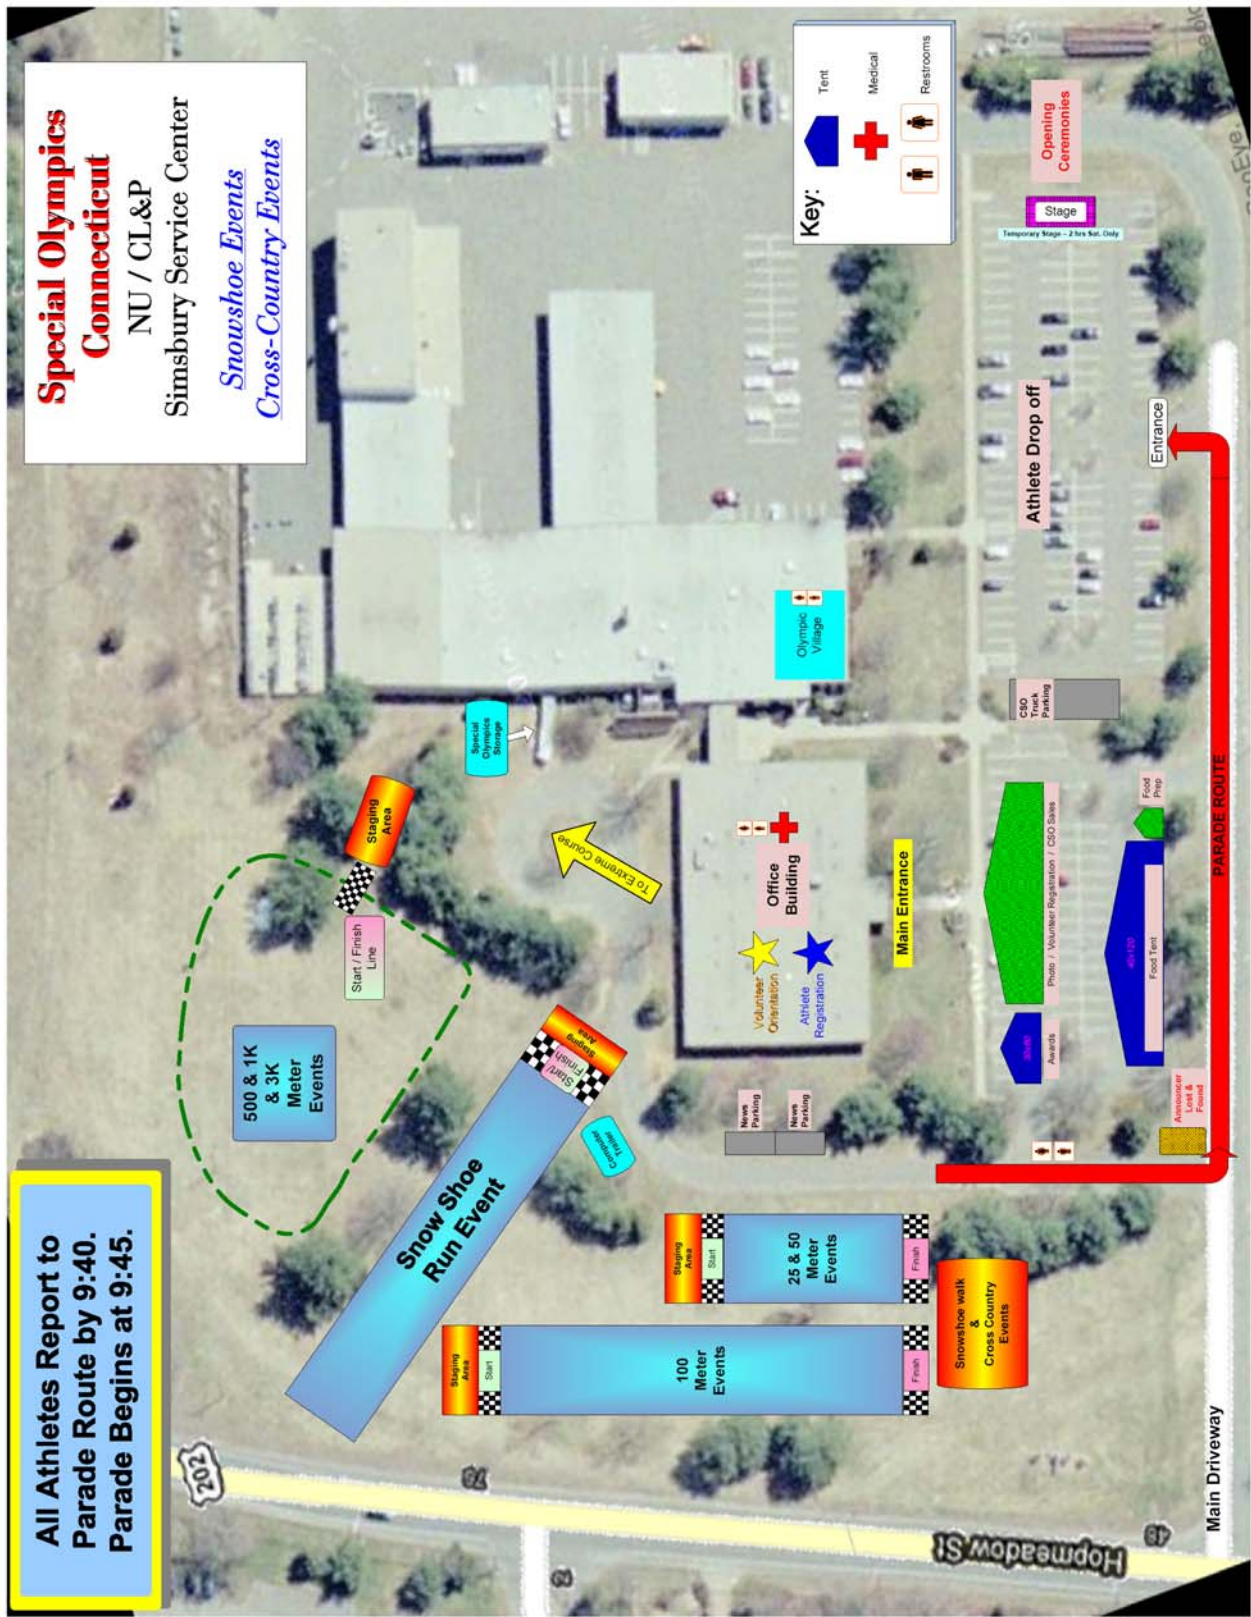 All Athletes Report to
Parade Route by 9:40.
Parade Begins at 9:45.
Special Olympics
Connecticut
NU / CL&P
Simsbury Service Center
Snowshoe Events
Cross-Country Events
202
500 & 1K
& 3K
Meter
Events
Start / Finish
Line
Staging
Area
Snow Shoe
Run Event
Start/
Finish
Staging
Area
Computer
Trailer
To Extreme Course
Special
Olympics
Storage
Staging
Area
Start
100
Meter
Events
Finish
Staging
Area
Start
25 & 50
Meter
Events
Finish
Snowshoe walk
&
Cross Country
Events
News
Parking
News
Parking
Volunteer
Orientation
Athlete
Registration
Office
Building
Main Entrance
Olympic
Village
Key:
Tent
Medical
Restrooms
Awards
Photo / Volunteer Registration / CSO Sales
40x120
Food Tent
Food
Prep
CSO
Truck
Parking
Athlete Drop off
Stage
Temporary Stage – 2 hrs Sat. Only
Opening
Ceremonies
Announcer
Lost &
Found
Entrance
PARADE ROUTE
Main Driveway
Hopmeadow St